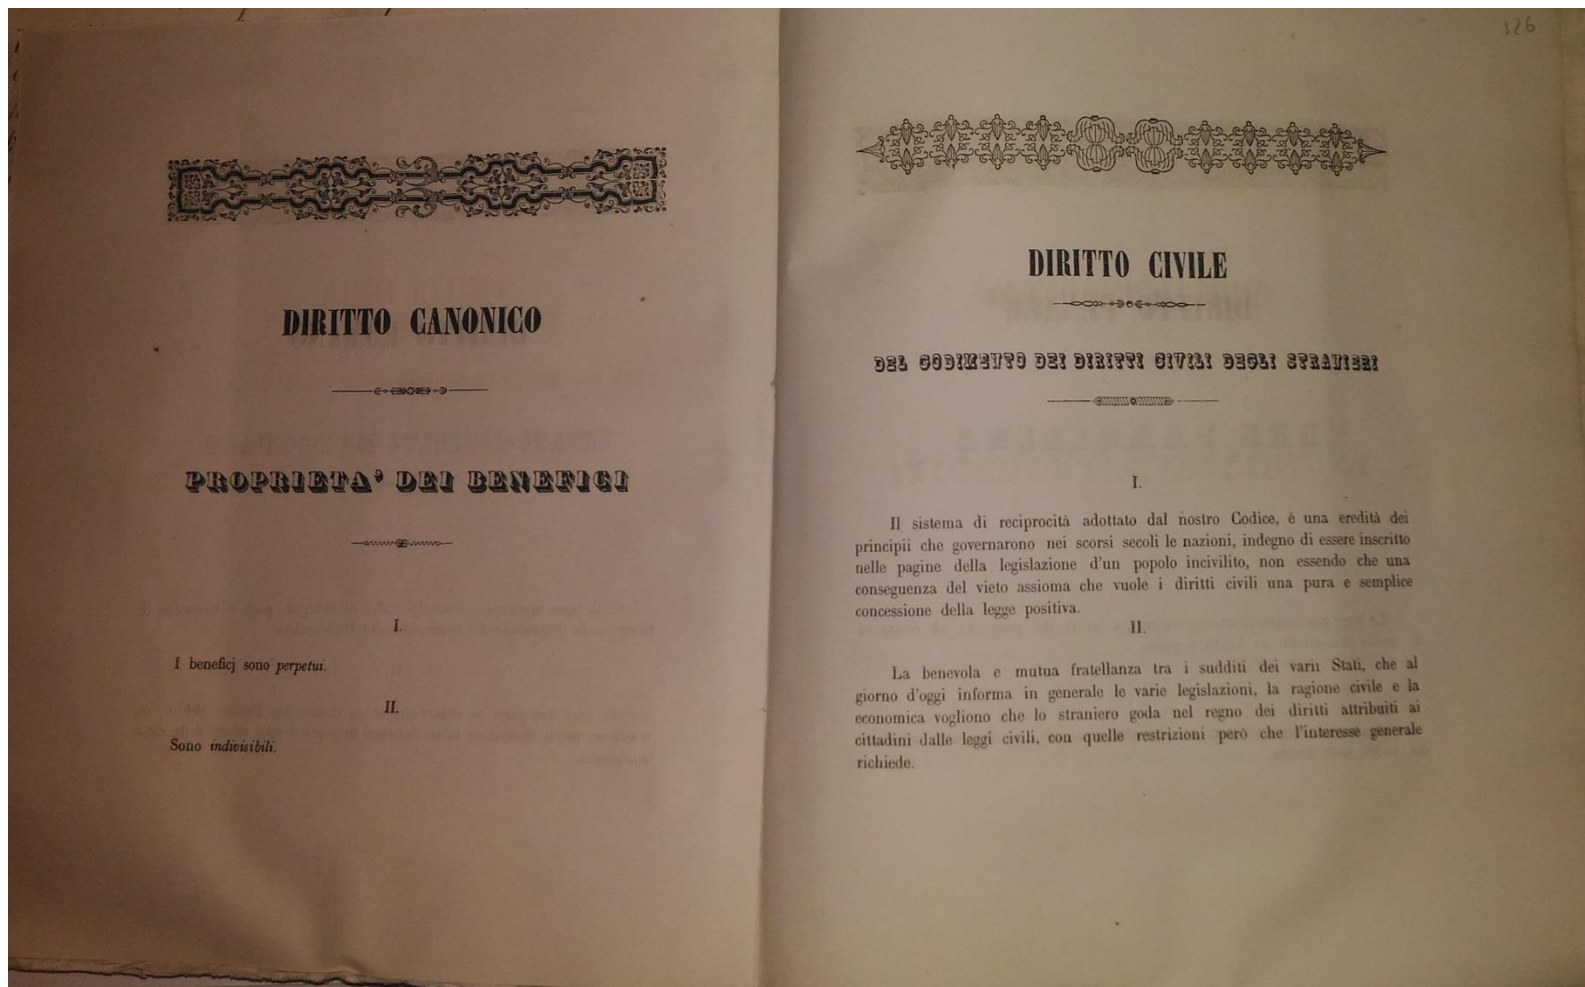 DIRITTO CANONICO
PROPRIETA' DEI BENEFICI
I.
I beneficj sono perpetui.
II.
Sono indivisibili.
126
DIRITTO CIVILE
DEL GODIMENTO DEI DIRITTI CIVILI DEGLI STRANIERI
I.
Il sistema di reciprocità adottato dal nostro Codice, è una eredità dei
principii che governarono nei scorsi secoli le nazioni, indegno di essere inscritto
nelle pagine della legislazione d'un popolo incivilito, non essendo che una
conseguenza del vieto assioma che vuole i diritti civili una pura e semplice
concessione della legge positiva.
II.
La benevola e mutua fratellanza tra i sudditi dei varii Stati, che al
giorno d'oggi informa in generale le varie legislazioni, la ragione civile e la
economica vogliono che lo straniero goda nel regno dei diritti attribuiti ai
cittadini dalle leggi civili, con quelle restrizioni però che l'interesse generale
richiede.